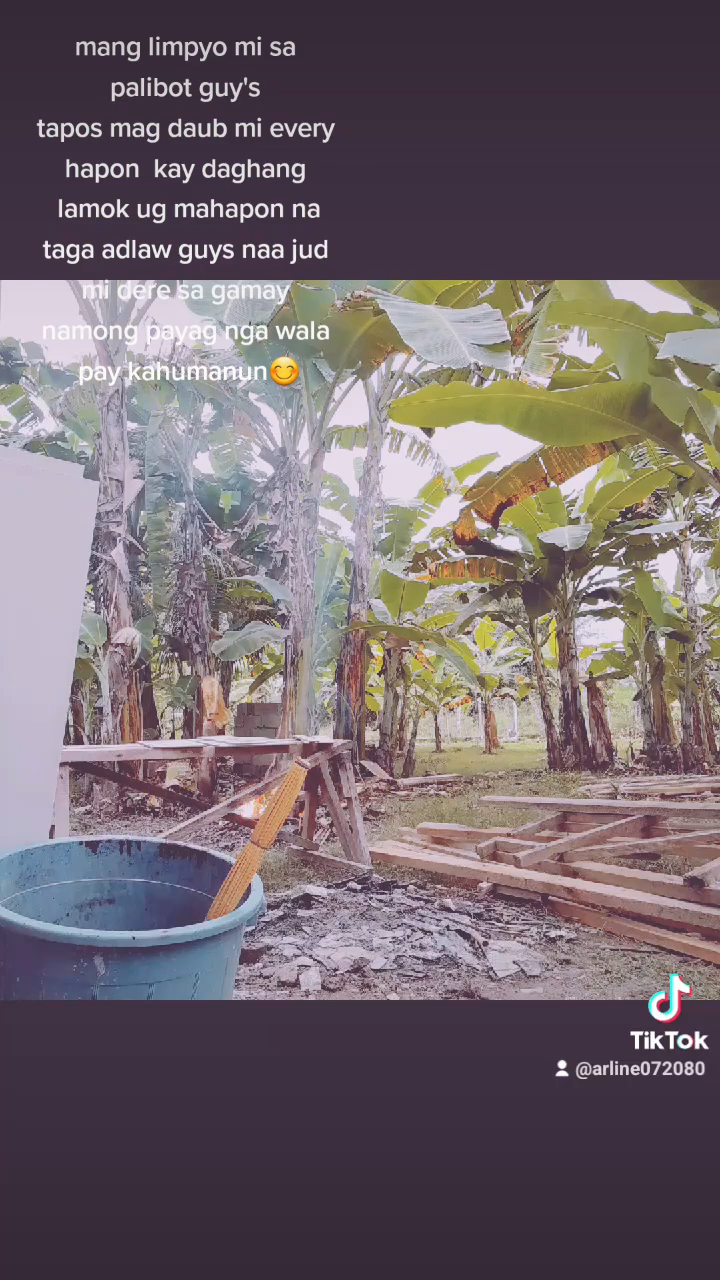 mang limpyo mi sa
palibot guy's
tapos mag daub mi every
hapon  kay daghang
lamok ug mahapon na
taga adlaw guys naa jud
mi dere sa gamay
namong payag nga wala
pay kahumanun😊
TikTok
@arline072080